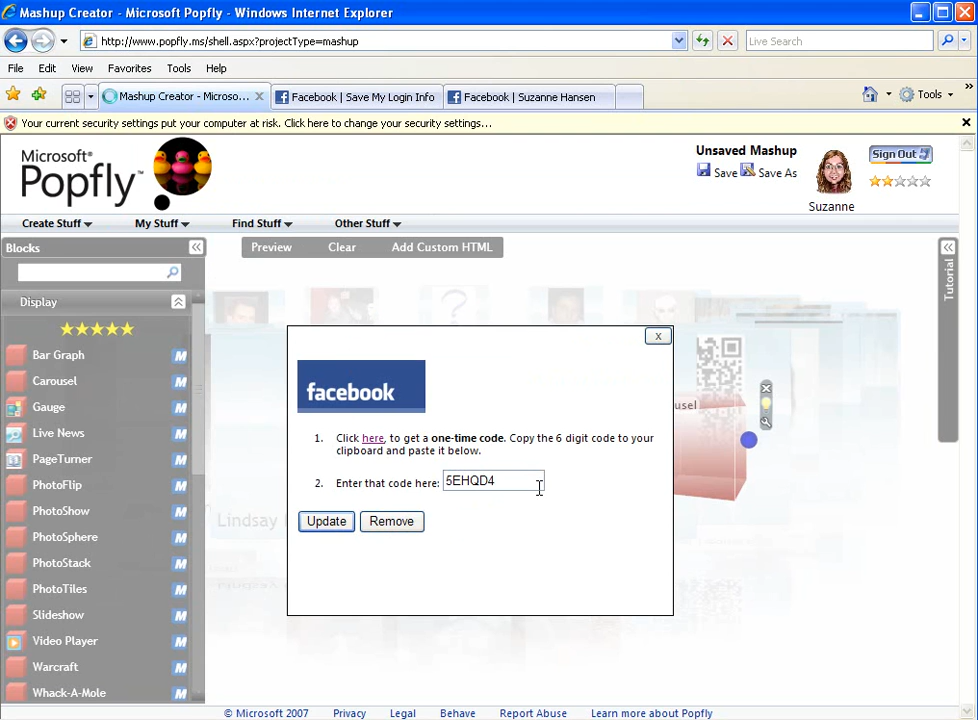 Mashup Creator - Microsoft Popfly - Windows Internet Explorer
http://www.popfly.ms/shell.aspx?projectType=mashup
Live Search
File Edit View Favorites Tools Help
Mashup Creator - Microso...
Facebook | Save My Login Info
Facebook | Suzanne Hansen
Tools
Your current security settings put your computer at risk. Click here to change your security settings...
Microsoft®
Popfly™
Unsaved Mashup
Save Save As
Sign Out
Suzanne
Create Stuff My Stuff Find Stuff Other Stuff
Blocks
Preview Clear Add Custom HTML
Tutorial
Display
Bar Graph
Carousel
Gauge
Live News
PageTurner
PhotoFlip
PhotoShow
PhotoSphere
PhotoStack
PhotoTiles
Slideshow
Video Player
Warcraft
Whack-A-Mole
x
facebook
1. Click here, to get a one-time code. Copy the 6 digit code to your
clipboard and paste it below.
2. Enter that code here: 5EHQD4
Update Remove
usel
Lindsay
© Microsoft 2007 Privacy Legal Behave Report Abuse Learn more about Popfly